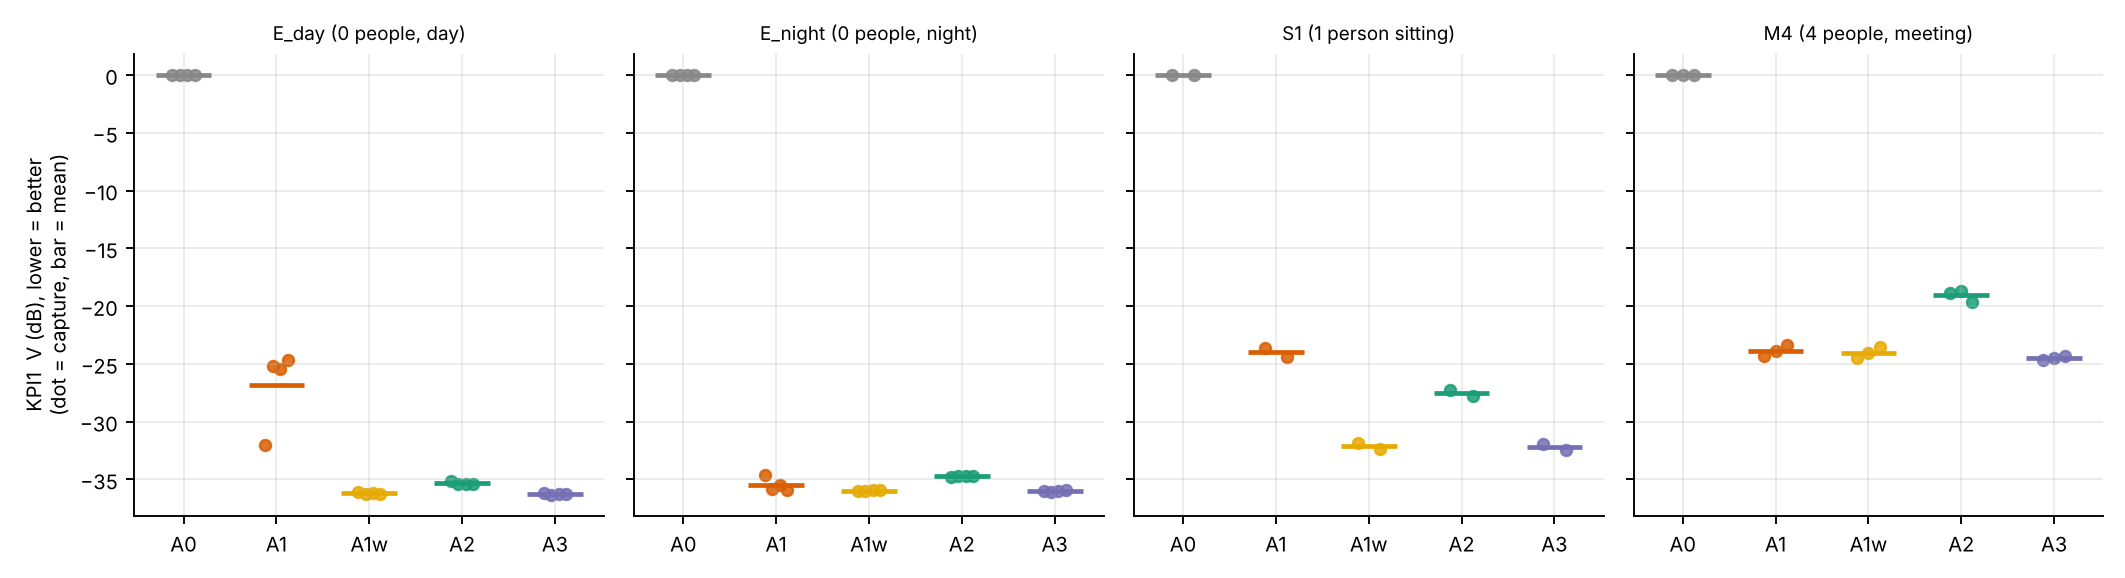 E_day (0 people, day)
E_night (0 people, night)
S1 (1 person sitting)
M4 (4 people, meeting)
KPI1 V (dB), lower = better
(dot = capture, bar = mean)
0
−5
−10
−15
−20
−25
−30
−35
A0 A1 A1w A2 A3
A0 A1 A1w A2 A3
A0 A1 A1w A2 A3
A0 A1 A1w A2 A3